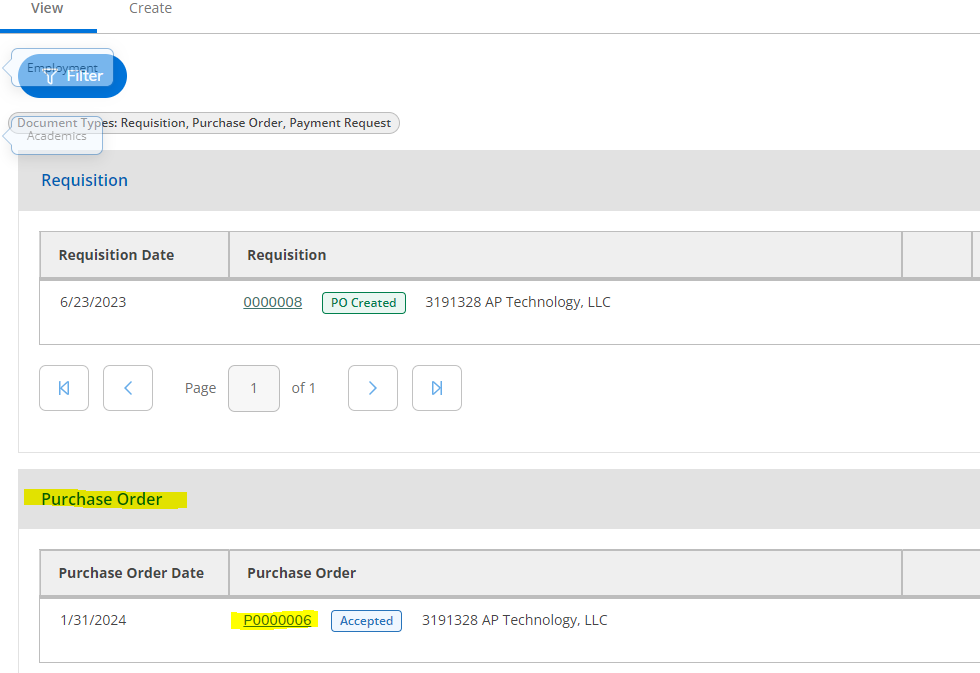 View Create
Employment
Filter
Document Types: Requisition, Purchase Order, Payment Request
Academics
Requisition
Requisition Date Requisition
6/23/2023 0000008 PO Created 3191328 AP Technology, LLC
Page 1 of 1
Purchase Order
Purchase Order Date Purchase Order
1/31/2024 P0000006 Accepted 3191328 AP Technology, LLC